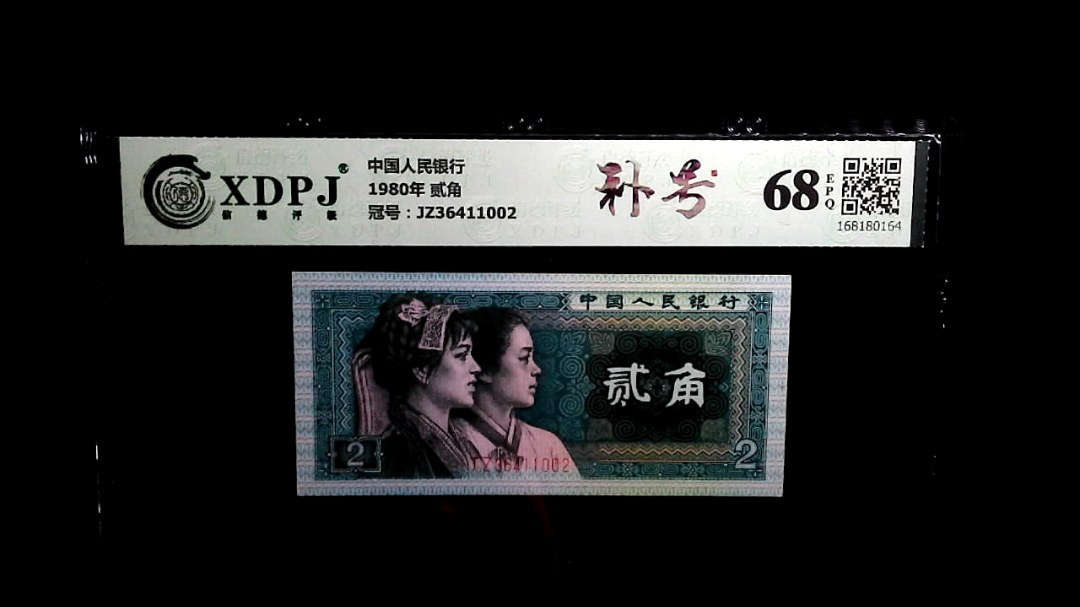 XDPJ®
信德评级
中国人民银行
1980年 贰角
冠号：JZ36411002
补号
68
EPQ
168180164
中国人民银行
贰角
2
2
JZ36411002